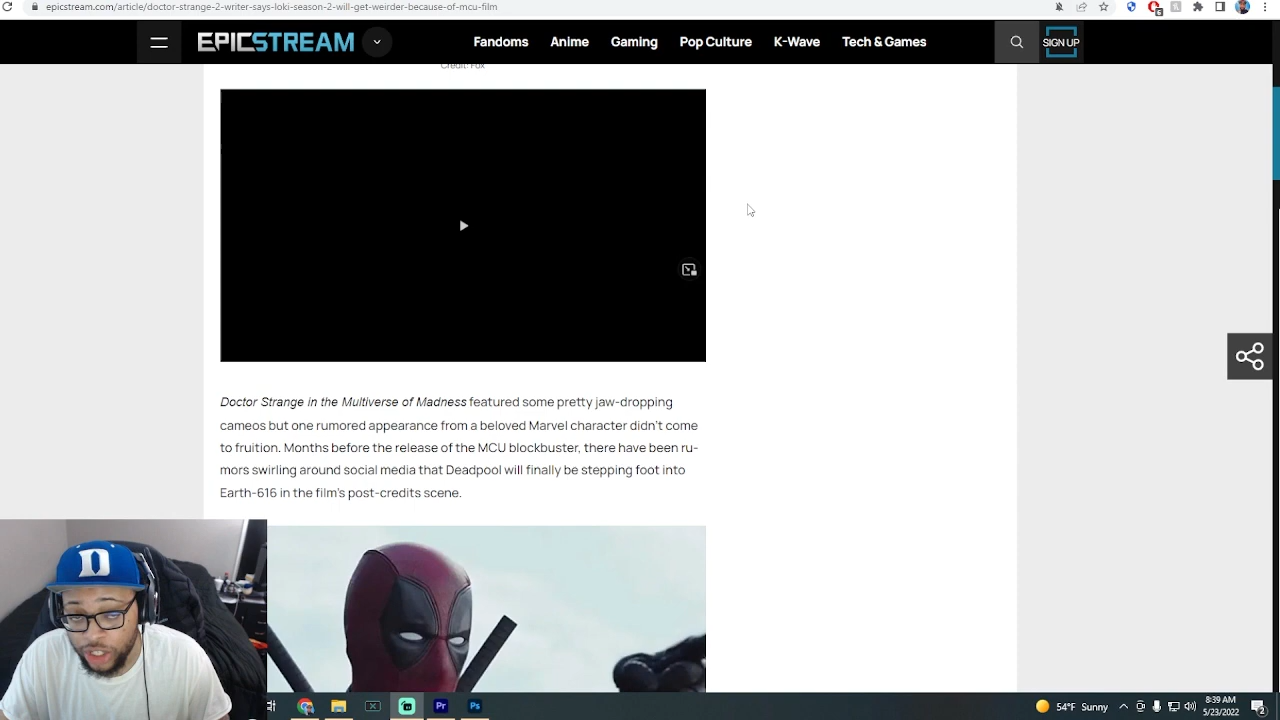 epicstream.com/article/doctor-strange-2-writer-says-loki-season-2-will-get-weirder-because-of-mcu-film
EPICSTREAM
Fandoms Anime Gaming Pop Culture K-Wave Tech & Games
SIGN UP
Credit: Fox
Doctor Strange in the Multiverse of Madness featured some pretty jaw-dropping
cameos but one rumored appearance from a beloved Marvel character didn't come
to fruition. Months before the release of the MCU blockbuster, there have been ru-
mors swirling around social media that Deadpool will finally be stepping foot into
Earth-616 in the film's post-credits scene.
D
Pr Ps
54°F Sunny
8:39 AM
5/23/2022
2